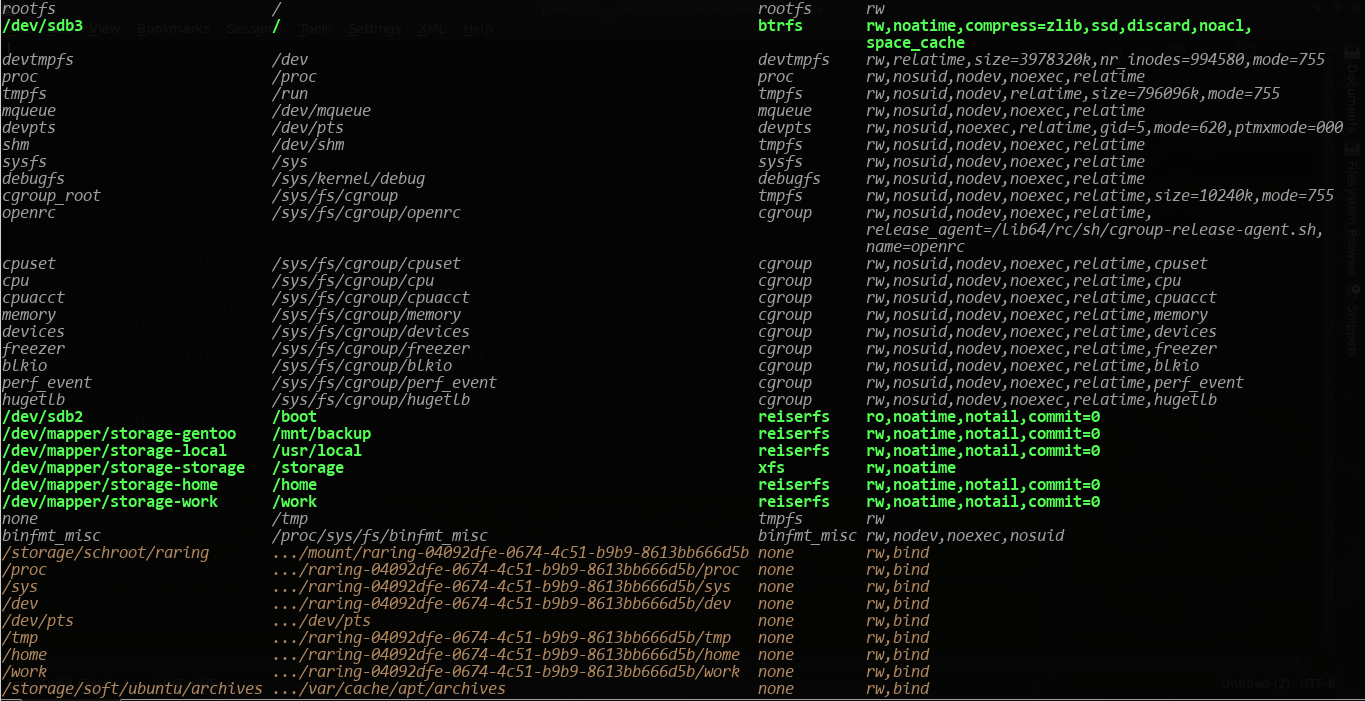 rootfs / rootfs rw
/dev/sdb3 / btrfs rw,noatime,compress=zlib,ssd,discard,noacl,
space_cache
View Bookmarks Sessions Tools Settings XML Help
devtmpfs /dev devtmpfs rw,relatime,size=3978320k,nr_inodes=994580,mode=755
proc /proc proc rw,nosuid,nodev,noexec,relatime
tmpfs /run tmpfs rw,nosuid,nodev,relatime,size=796096k,mode=755
mqueue /dev/mqueue mqueue rw,nosuid,nodev,noexec,relatime
devpts /dev/pts devpts rw,nosuid,noexec,relatime,gid=5,mode=620,ptmxmode=000
shm /dev/shm tmpfs rw,nosuid,nodev,noexec,relatime
sysfs /sys sysfs rw,nosuid,nodev,noexec,relatime
debugfs /sys/kernel/debug debugfs rw,nosuid,nodev,noexec,relatime
cgroup_root /sys/fs/cgroup tmpfs rw,nosuid,nodev,noexec,relatime,size=10240k,mode=755
openrc /sys/fs/cgroup/openrc cgroup rw,nosuid,nodev,noexec,relatime,
release_agent=/lib64/rc/sh/cgroup-release-agent.sh,
name=openrc
cpuset /sys/fs/cgroup/cpuset cgroup rw,nosuid,nodev,noexec,relatime,cpuset
cpu /sys/fs/cgroup/cpu cgroup rw,nosuid,nodev,noexec,relatime,cpu
cpuacct /sys/fs/cgroup/cpuacct cgroup rw,nosuid,nodev,noexec,relatime,cpuacct
memory /sys/fs/cgroup/memory cgroup rw,nosuid,nodev,noexec,relatime,memory
devices /sys/fs/cgroup/devices cgroup rw,nosuid,nodev,noexec,relatime,devices
freezer /sys/fs/cgroup/freezer cgroup rw,nosuid,nodev,noexec,relatime,freezer
blkio /sys/fs/cgroup/blkio cgroup rw,nosuid,nodev,noexec,relatime,blkio
perf_event /sys/fs/cgroup/perf_event cgroup rw,nosuid,nodev,noexec,relatime,perf_event
hugetlb /sys/fs/cgroup/hugetlb cgroup rw,nosuid,nodev,noexec,relatime,hugetlb
/dev/sdb2 /boot reiserfs ro,noatime,notail,commit=0
/dev/mapper/storage-gentoo /mnt/backup reiserfs rw,noatime,notail,commit=0
/dev/mapper/storage-local /usr/local reiserfs rw,noatime,notail,commit=0
/dev/mapper/storage-storage /storage xfs rw,noatime
/dev/mapper/storage-home /home reiserfs rw,noatime,notail,commit=0
/dev/mapper/storage-work /work reiserfs rw,noatime,notail,commit=0
none /tmp tmpfs rw
binfmt_misc /proc/sys/fs/binfmt_misc binfmt_misc rw,nodev,noexec,nosuid
/storage/schroot/raring .../mount/raring-04092dfe-0674-4c51-b9b9-8613bb666d5b none rw,bind
/proc .../raring-04092dfe-0674-4c51-b9b9-8613bb666d5b/proc none rw,bind
/sys .../raring-04092dfe-0674-4c51-b9b9-8613bb666d5b/sys none rw,bind
/dev .../raring-04092dfe-0674-4c51-b9b9-8613bb666d5b/dev none rw,bind
/dev/pts .../dev/pts none rw,bind
/tmp .../raring-04092dfe-0674-4c51-b9b9-8613bb666d5b/tmp none rw,bind
/home .../raring-04092dfe-0674-4c51-b9b9-8613bb666d5b/home none rw,bind
/work .../raring-04092dfe-0674-4c51-b9b9-8613bb666d5b/work none rw,bind
/storage/soft/ubuntu/archives .../var/cache/apt/archives none rw,bind
Documents
Filesystem Browser
Snippets
Untitled (2) UTF-8